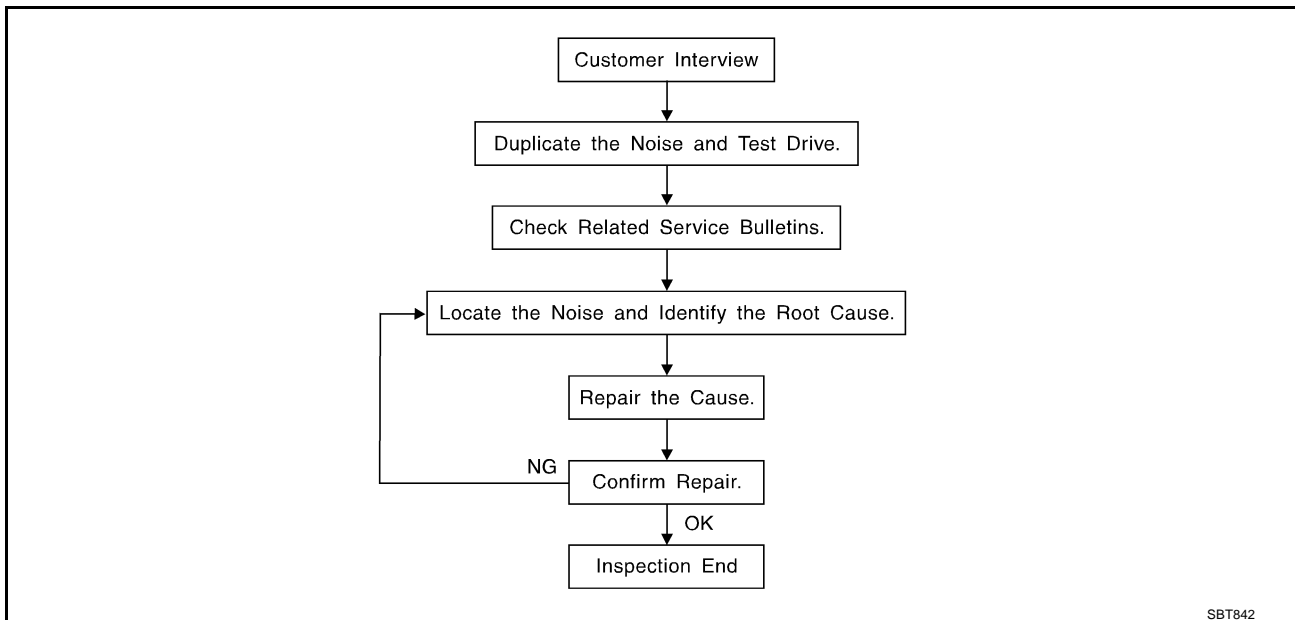 Customer Interview
Duplicate the Noise and Test Drive.
Check Related Service Bulletins.
Locate the Noise and Identify the Root Cause.
Repair the Cause.
NG
Confirm Repair.
OK
Inspection End
SBT842